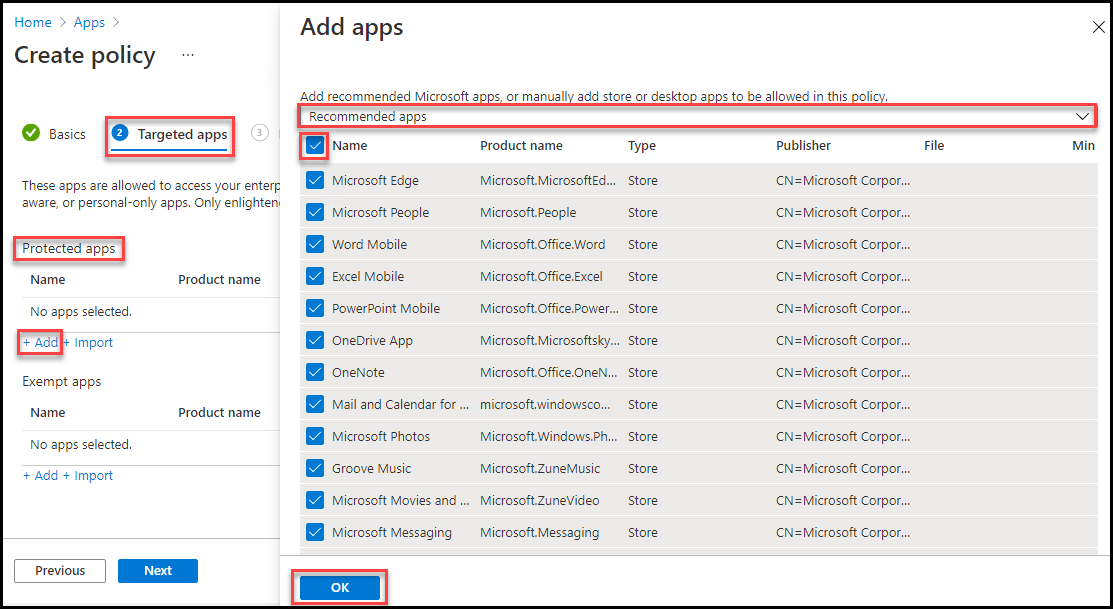 Home > Apps >
Create policy ...
Basics
2 Targeted apps
3
These apps are allowed to access your enterp
aware, or personal-only apps. Only enlightene
Protected apps
Name Product name
No apps selected.
+ Add + Import
Exempt apps
Name Product name
No apps selected.
+ Add + Import
Previous Next
Add apps
Add recommended Microsoft apps, or manually add store or desktop apps to be allowed in this policy.
Recommended apps
Name Product name Type Publisher File Min
Microsoft Edge Microsoft.MicrosoftEd... Store CN=Microsoft Corpor...
Microsoft People Microsoft.People Store CN=Microsoft Corpor...
Word Mobile Microsoft.Office.Word Store CN=Microsoft Corpor...
Excel Mobile Microsoft.Office.Excel Store CN=Microsoft Corpor...
PowerPoint Mobile Microsoft.Office.Power... Store CN=Microsoft Corpor...
OneDrive App Microsoft.Microsoftsky... Store CN=Microsoft Corpor...
OneNote Microsoft.Office.OneN... Store CN=Microsoft Corpor...
Mail and Calendar for ... microsoft.windowsco... Store CN=Microsoft Corpor...
Microsoft Photos Microsoft.Windows.Ph... Store CN=Microsoft Corpor...
Groove Music Microsoft.ZuneMusic Store CN=Microsoft Corpor...
Microsoft Movies and ... Microsoft.ZuneVideo Store CN=Microsoft Corpor...
Microsoft Messaging Microsoft.Messaging Store CN=Microsoft Corpor...
OK